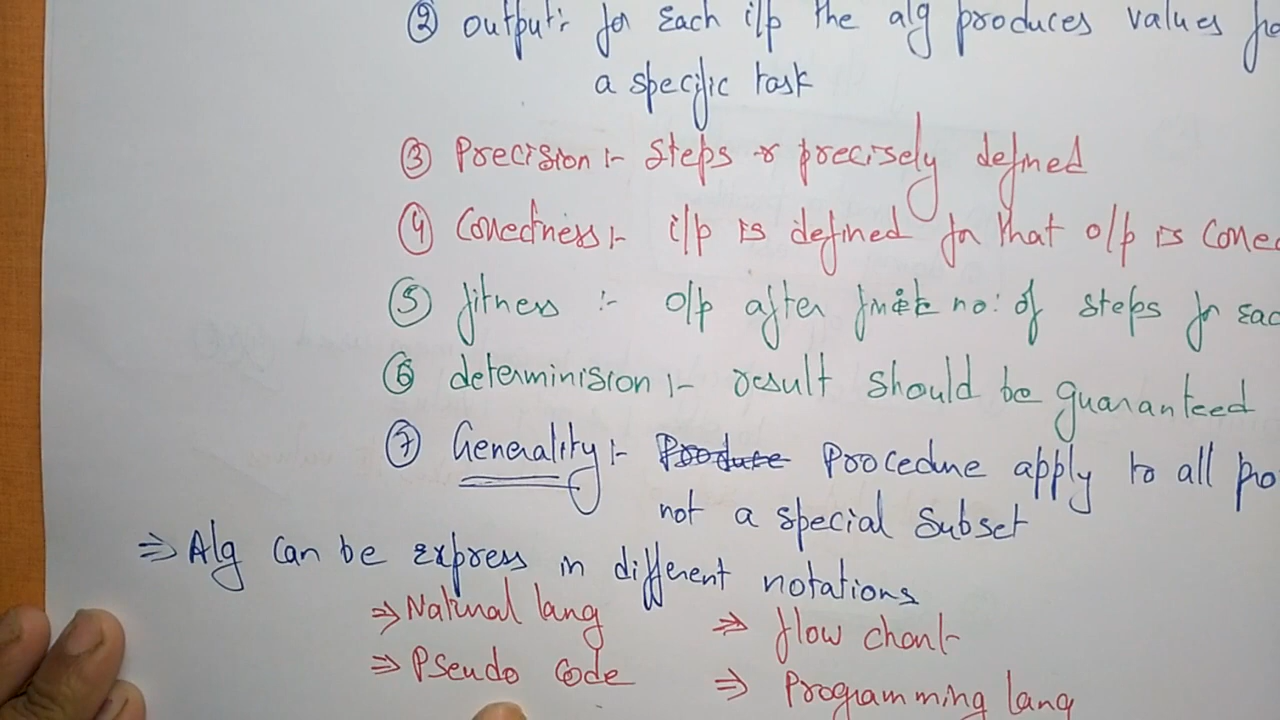 ② output:- for Each i/p the alg produces values fo
a specific task
③ Precision :- Steps r precisely defined
④ Correctness :- i/p is defined for that o/p is correc
⑤ fitness :- o/p after finite no: of steps for eac
⑥ determinision :- result should be guaranteed
⑦ Generality :- Produre Procedure apply to all pro
not a special Subset
⇒ Alg can be express in different notations
⇒ Natural lang ⇒ flow chart
⇒ Pseudo Code ⇒ Programming lang